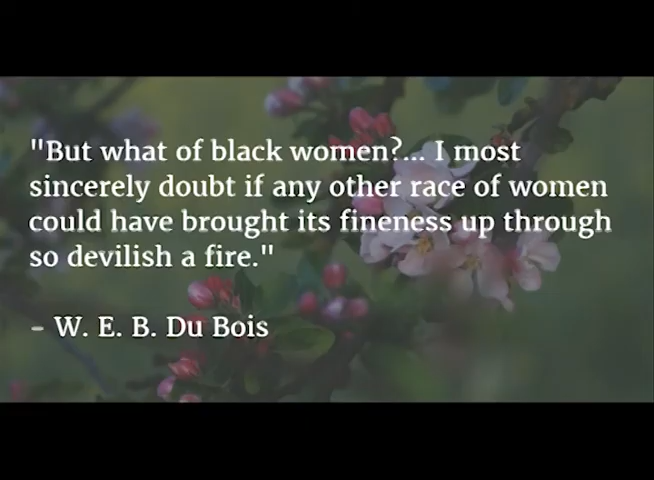 "But what of black women?... I most
sincerely doubt if any other race of women
could have brought its fineness up through
so devilish a fire."
- W. E. B. Du Bois